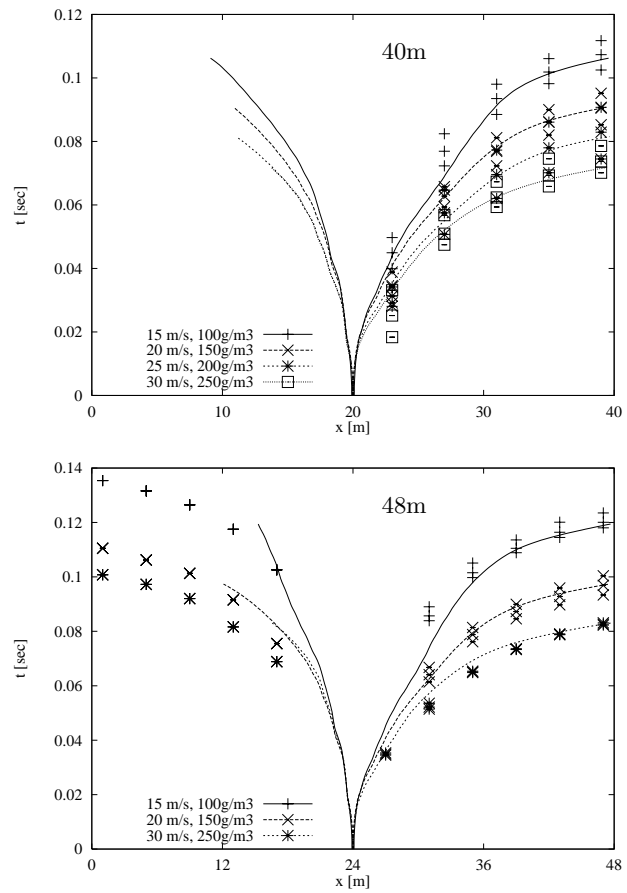 0.12
0.1
0.08
0.06
0.04
0.02
0
t [sec]
40m
15 m/s, 100g/m3
20 m/s, 150g/m3
25 m/s, 200g/m3
30 m/s, 250g/m3
0 10 20 30 40
x [m]
0.14
0.12
0.1
0.08
0.06
0.04
0.02
0
t [sec]
48m
15 m/s, 100g/m3
20 m/s, 150g/m3
30 m/s, 250g/m3
0 12 24 36 48
x [m]